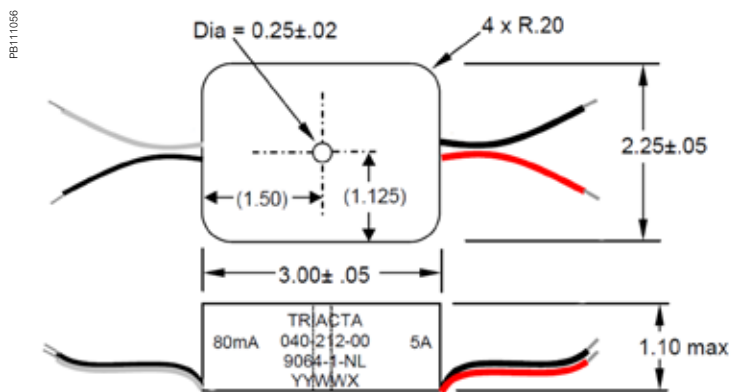 PB111056
Dia = 0.25±.02
4 x R.20
2.25±.05
(1.50)
(1.125)
3.00± .05
TRIACTA
80mA
040-212-00
5A
9064-1-NL
YYWWX
1.10 max